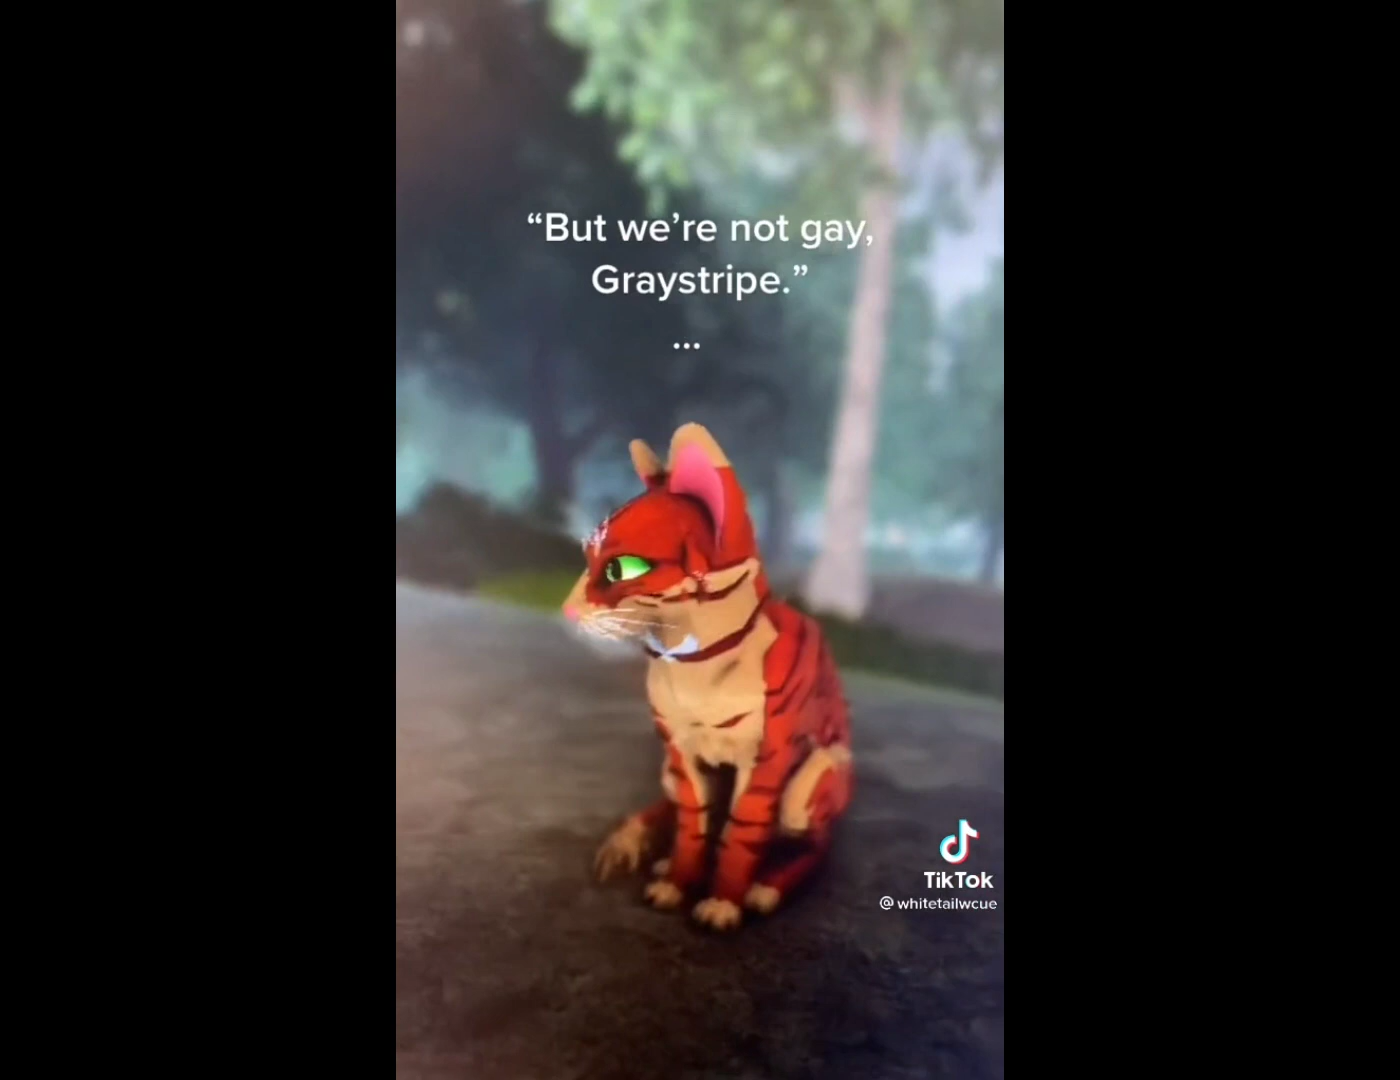 “But we’re not gay,
Graystripe.”
...
TikTok
@whitetailwcue